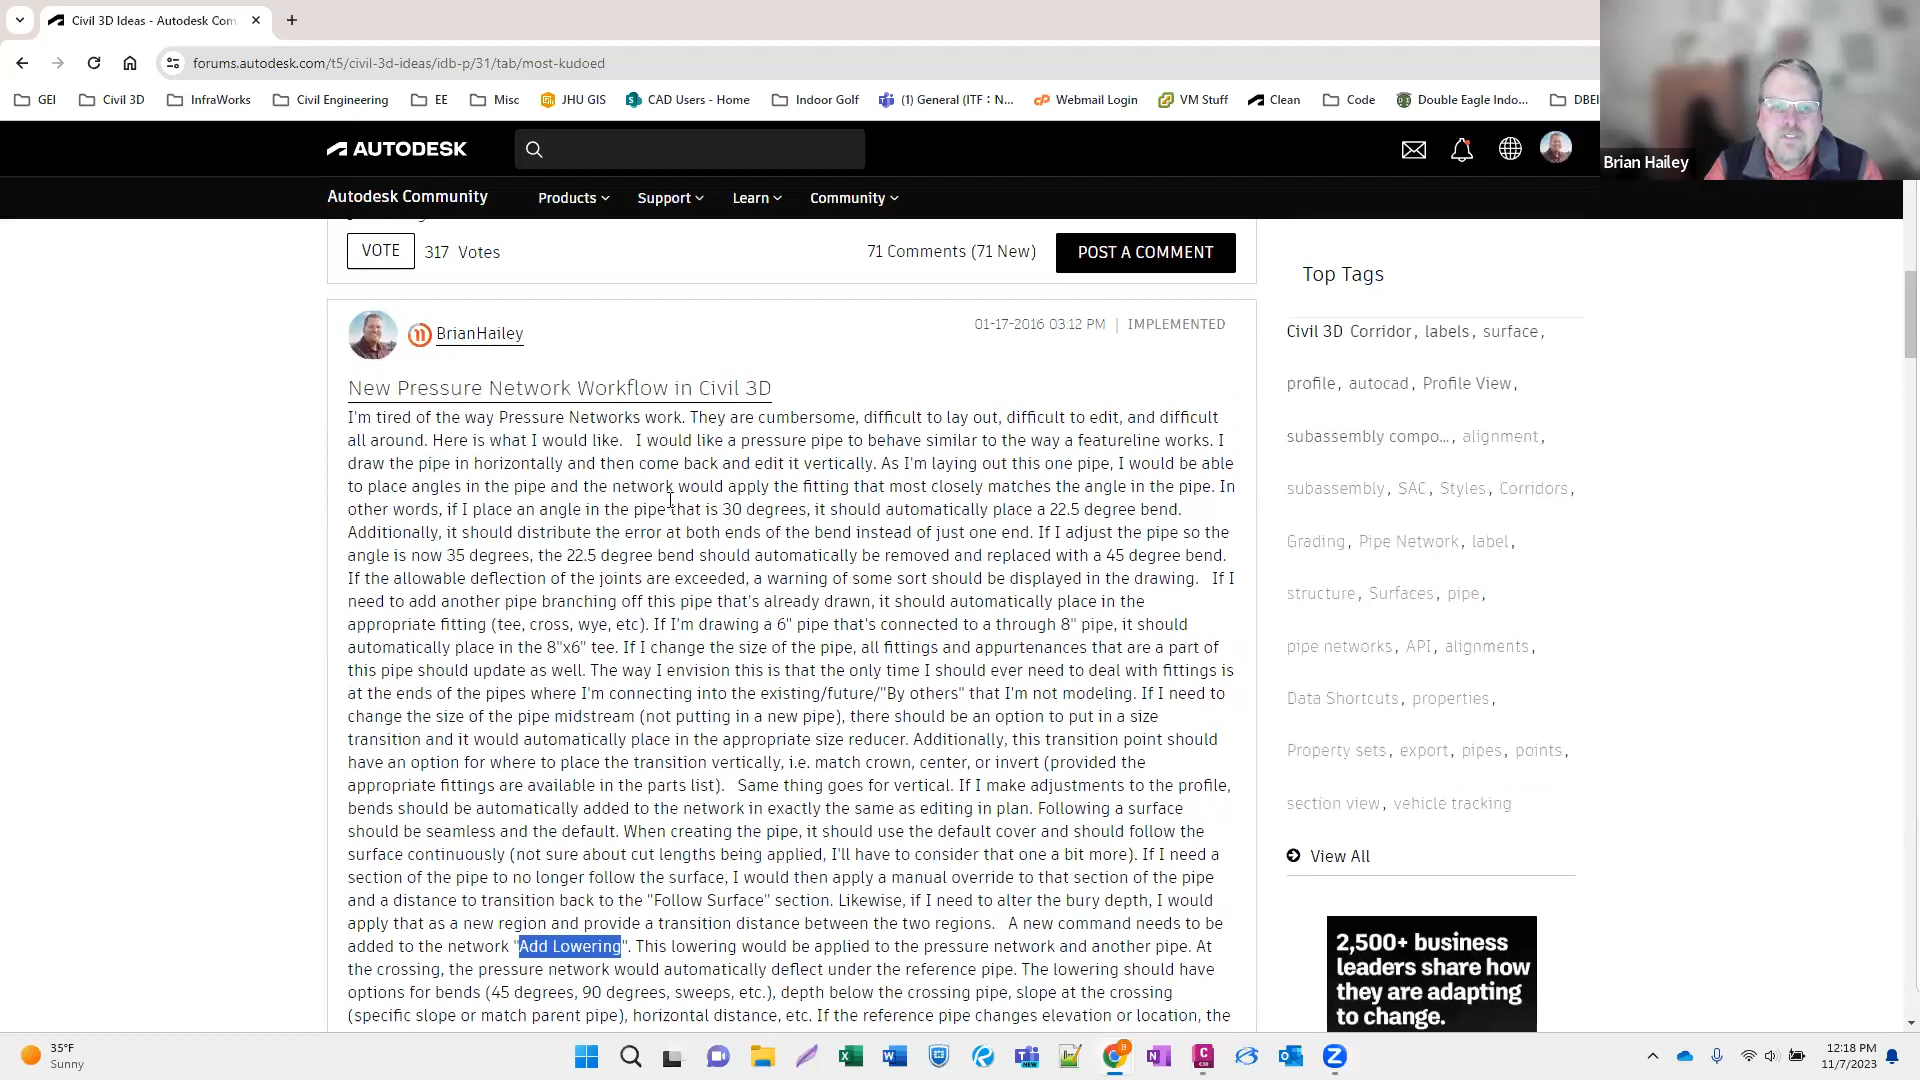 Civil 3D Ideas - Autodesk Com
forums.autodesk.com/t5/civil-3d-ideas/idb-p/31/tab/most-kudoed
GEI Civil 3D InfraWorks Civil Engineering EE Misc JHU GIS CAD Users - Home Indoor Golf (1) General (ITF : N... Webmail Login VM Stuff Clean Code Double Eagle Indo... DBEI
AUTODESK
Brian Hailey
Autodesk Community Products Support Learn Community
VOTE 317 Votes 71 Comments (71 New) POST A COMMENT
BrianHailey 01-17-2016 03:12 PM | IMPLEMENTED
New Pressure Network Workflow in Civil 3D
I'm tired of the way Pressure Networks work. They are cumbersome, difficult to lay out, difficult to edit, and difficult
all around. Here is what I would like. I would like a pressure pipe to behave similar to the way a featureline works. I
draw the pipe in horizontally and then come back and edit it vertically. As I'm laying out this one pipe, I would be able
to place angles in the pipe and the network would apply the fitting that most closely matches the angle in the pipe. In
other words, if I place an angle in the pipe that is 30 degrees, it should automatically place a 22.5 degree bend.
Additionally, it should distribute the error at both ends of the bend instead of just one end. If I adjust the pipe so the
angle is now 35 degrees, the 22.5 degree bend should automatically be removed and replaced with a 45 degree bend.
If the allowable deflection of the joints are exceeded, a warning of some sort should be displayed in the drawing. If I
need to add another pipe branching off this pipe that's already drawn, it should automatically place in the
appropriate fitting (tee, cross, wye, etc). If I'm drawing a 6" pipe that's connected to a through 8" pipe, it should
automatically place in the 8"x6" tee. If I change the size of the pipe, all fittings and appurtenances that are a part of
this pipe should update as well. The way I envision this is that the only time I should ever need to deal with fittings is
at the ends of the pipes where I'm connecting into the existing/future/"By others" that I'm not modeling. If I need to
change the size of the pipe midstream (not putting in a new pipe), there should be an option to put in a size
transition and it would automatically place in the appropriate size reducer. Additionally, this transition point should
have an option for where to place the transition vertically, i.e. match crown, center, or invert (provided the
appropriate fittings are available in the parts list). Same thing goes for vertical. If I make adjustments to the profile,
bends should be automatically added to the network in exactly the same as editing in plan. Following a surface
should be seamless and the default. When creating the pipe, it should use the default cover and should follow the
surface continuously (not sure about cut lengths being applied, I'll have to consider that one a bit more). If I need a
section of the pipe to no longer follow the surface, I would then apply a manual override to that section of the pipe
and a distance to transition back to the "Follow Surface" section. Likewise, if I need to alter the bury depth, I would
apply that as a new region and provide a transition distance between the two regions. A new command needs to be
added to the network "Add Lowering". This lowering would be applied to the pressure network and another pipe. At
the crossing, the pressure network would automatically deflect under the reference pipe. The lowering should have
options for bends (45 degrees, 90 degrees, sweeps, etc.), depth below the crossing pipe, slope at the crossing
(specific slope or match parent pipe), horizontal distance, etc. If the reference pipe changes elevation or location, the
Top Tags
Civil 3D Corridor, labels, surface,
profile, autocad, Profile View,
subassembly compo..., alignment,
subassembly, SAC, Styles, Corridors,
Grading, Pipe Network, label,
structure, Surfaces, pipe,
pipe networks, API, alignments,
Data Shortcuts, properties,
Property sets, export, pipes, points,
section view, vehicle tracking
View All
2,500+ business
leaders share how
they are adapting
to change.
35°F
Sunny
12:18 PM
11/7/2023